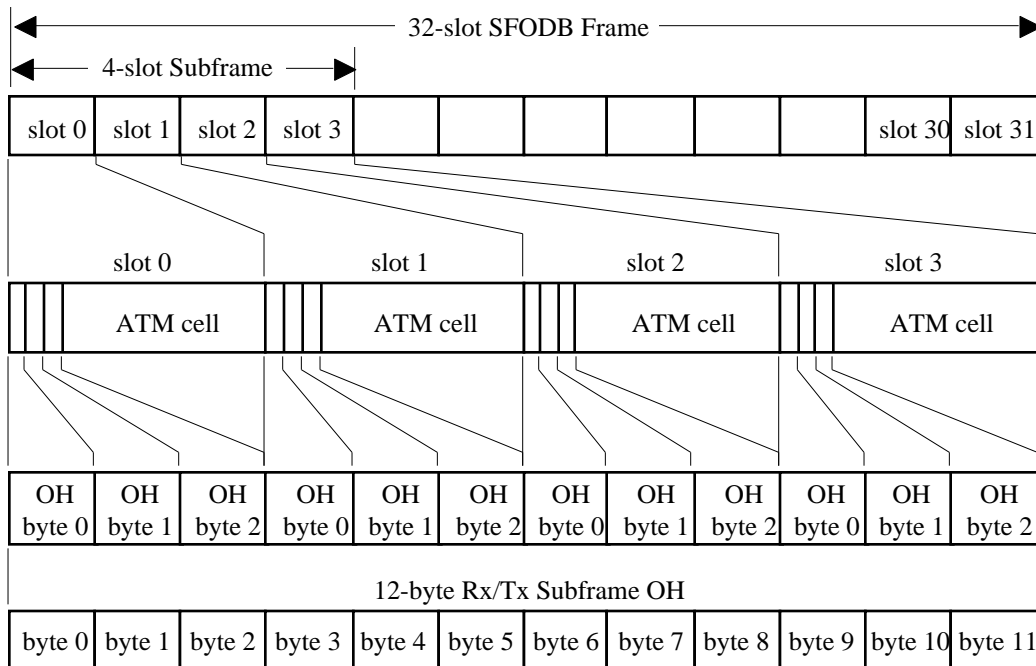 32-slot SFODB Frame
4-slot Subframe
slot 0 slot 1 slot 2 slot 3 slot 30 slot 31
slot 0 slot 1 slot 2 slot 3
ATM cell ATM cell ATM cell ATM cell
OH OH OH OH OH OH OH OH OH OH OH OH
byte 0 byte 1 byte 2 byte 0 byte 1 byte 2 byte 0 byte 1 byte 2 byte 0 byte 1 byte 2
12-byte Rx/Tx Subframe OH
byte 0 byte 1 byte 2 byte 3 byte 4 byte 5 byte 6 byte 7 byte 8 byte 9 byte 10 byte 11